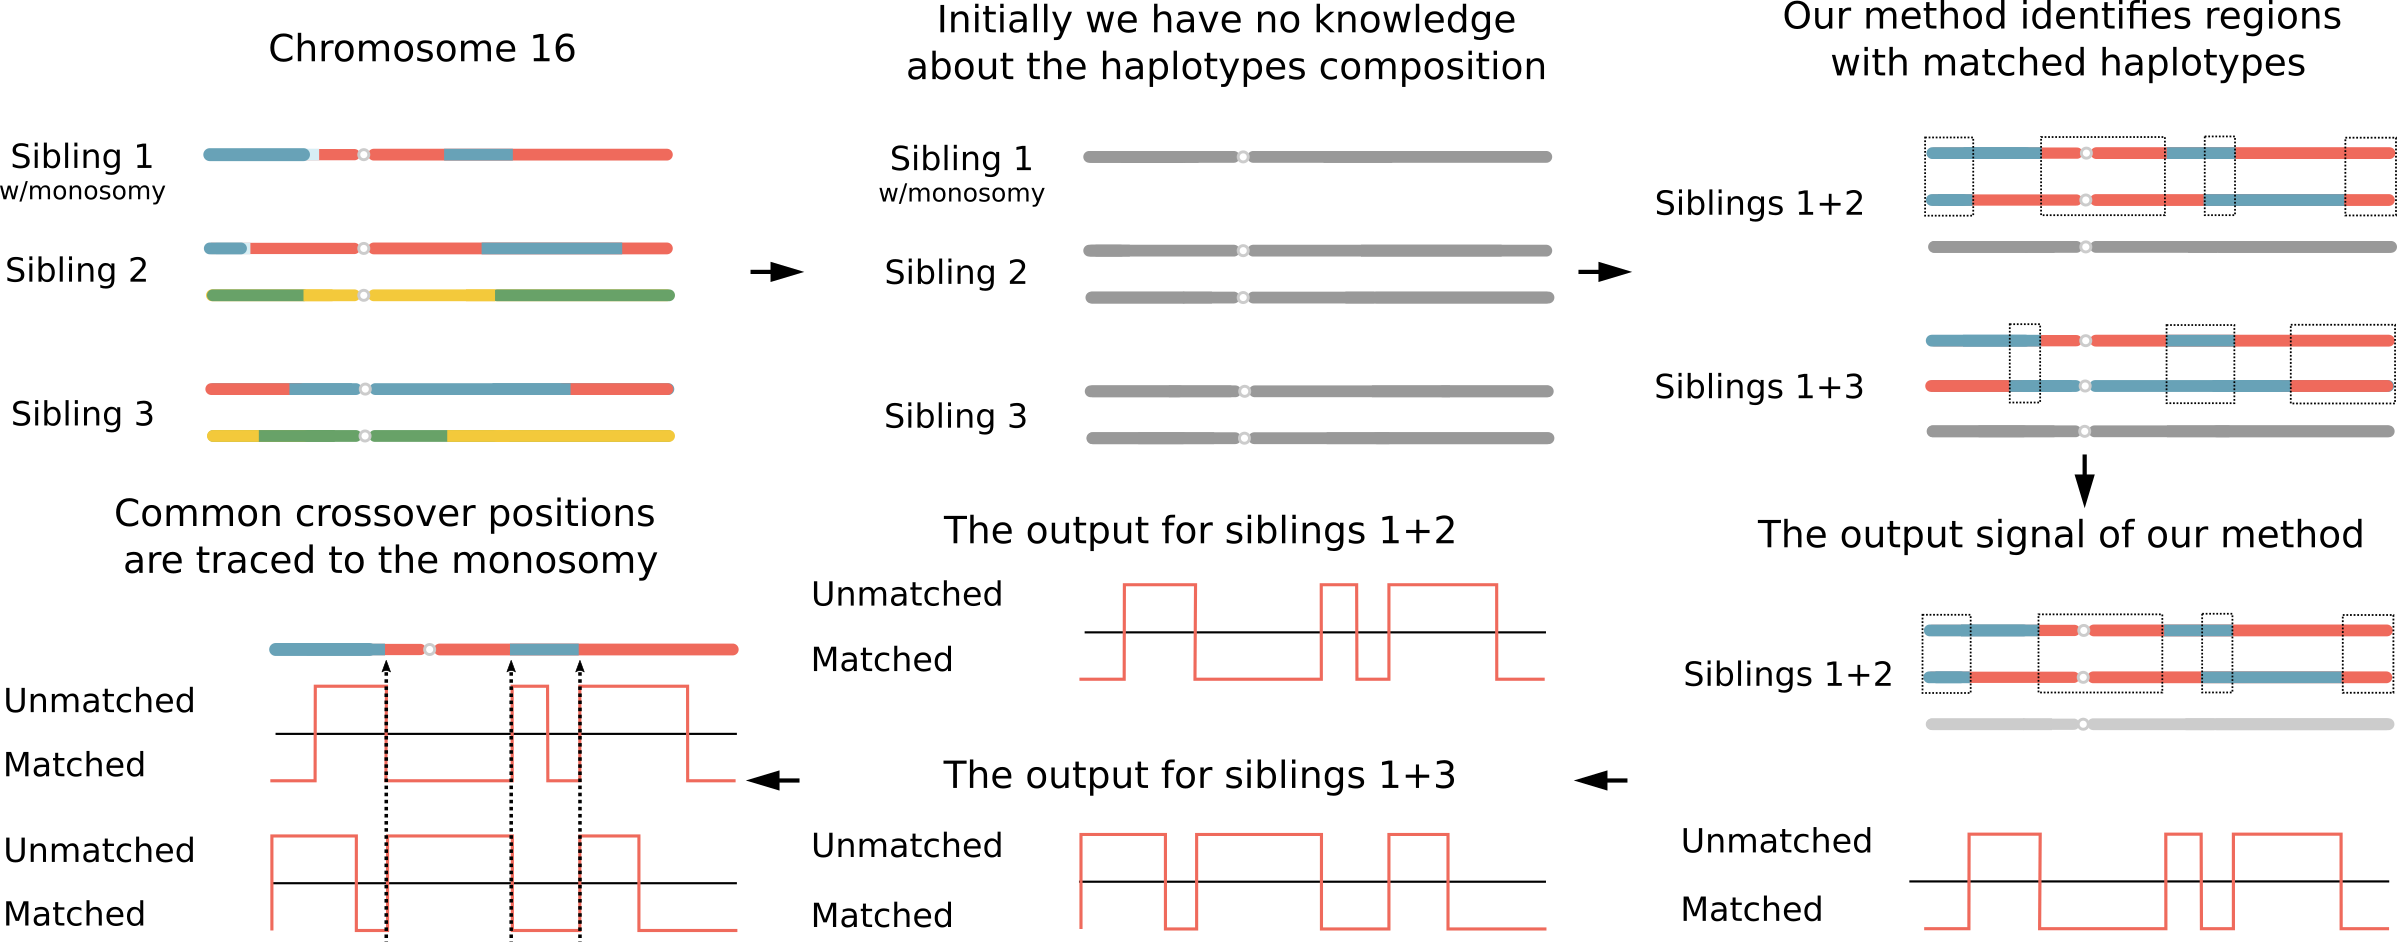 Chromosome 16
Sibling 1
w/monosomy
Sibling 2
Sibling 3
Initially we have no knowledge
about the haplotypes composition
Sibling 1
w/monosomy
Sibling 2
Sibling 3
Our method identifies regions
with matched haplotypes
Siblings 1+2
Siblings 1+3
The output signal of our method
Siblings 1+2
Unmatched
Matched
The output for siblings 1+2
Unmatched
Matched
The output for siblings 1+3
Unmatched
Matched
Common crossover positions
are traced to the monosomy
Unmatched
Matched
Unmatched
Matched